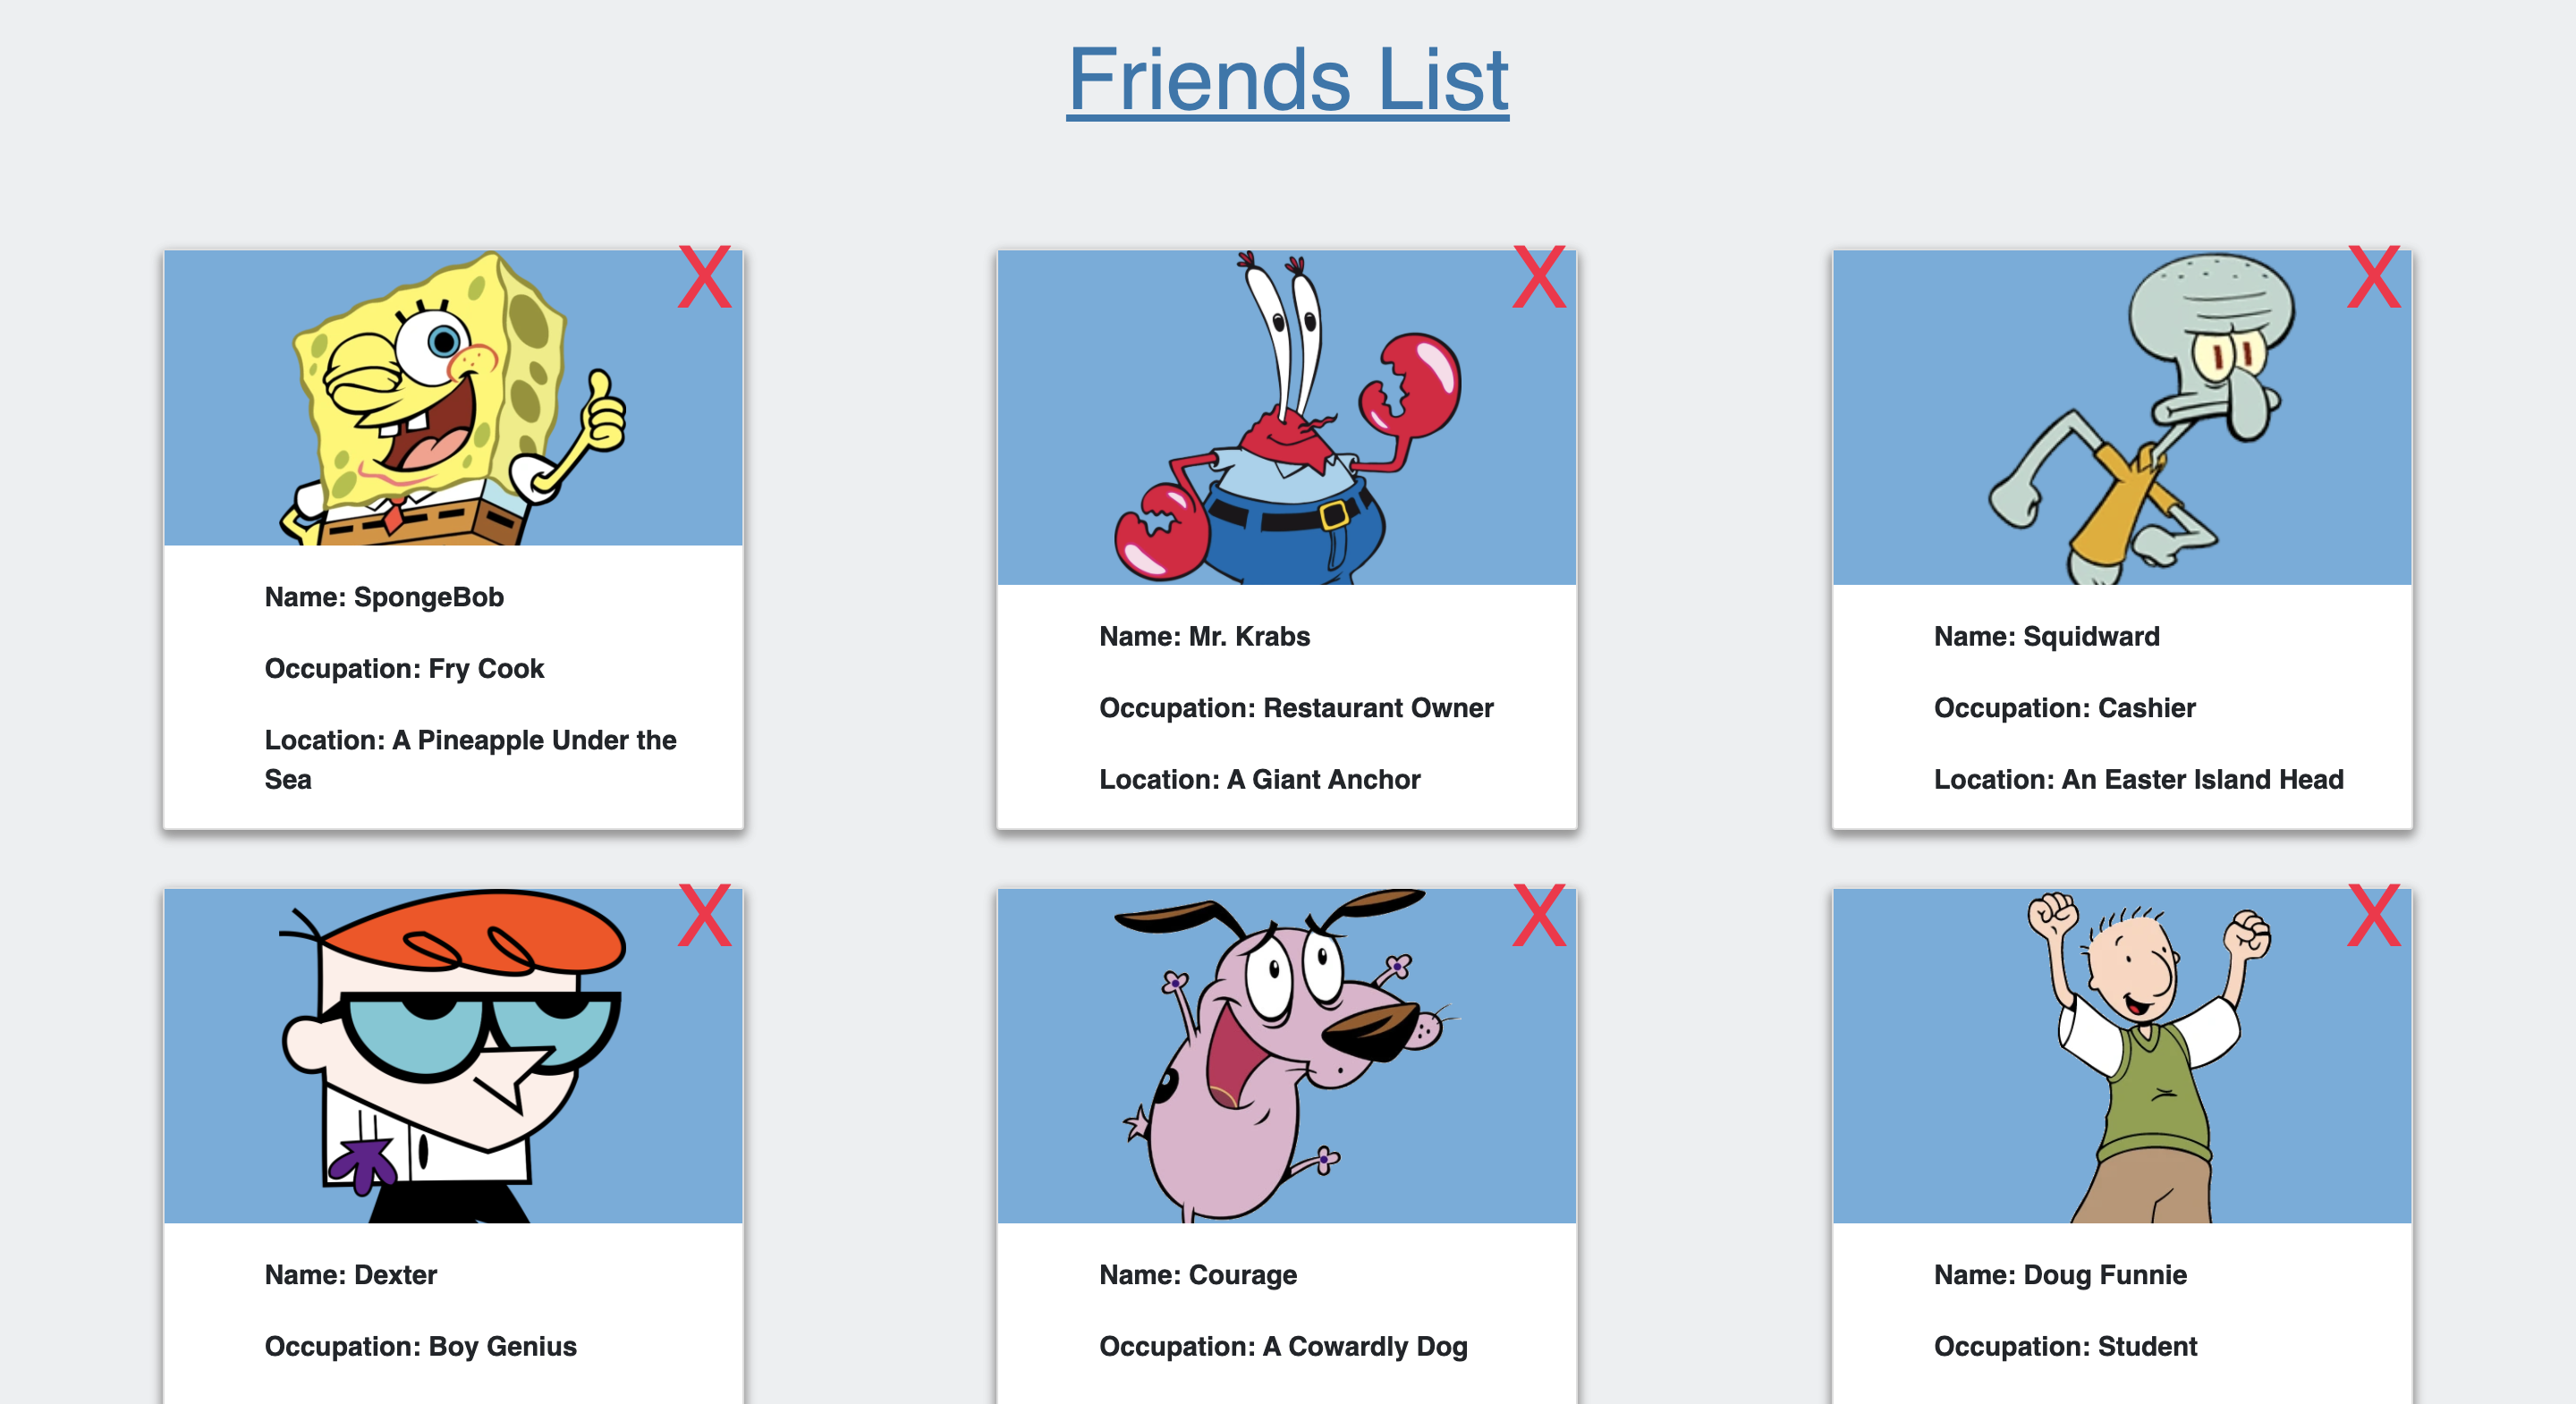 Friends List
X
X
X
Name: SpongeBob
Occupation: Fry Cook
Location: A Pineapple Under the
Sea
Name: Mr. Krabs
Occupation: Restaurant Owner
Location: A Giant Anchor
Name: Squidward
Occupation: Cashier
Location: An Easter Island Head
X
X
X
Name: Dexter
Occupation: Boy Genius
Name: Courage
Occupation: A Cowardly Dog
Name: Doug Funnie
Occupation: Student